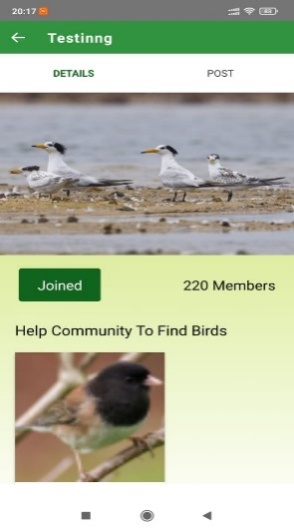 20:17
Testinng
DETAILS POST
Joined 220 Members
Help Community To Find Birds